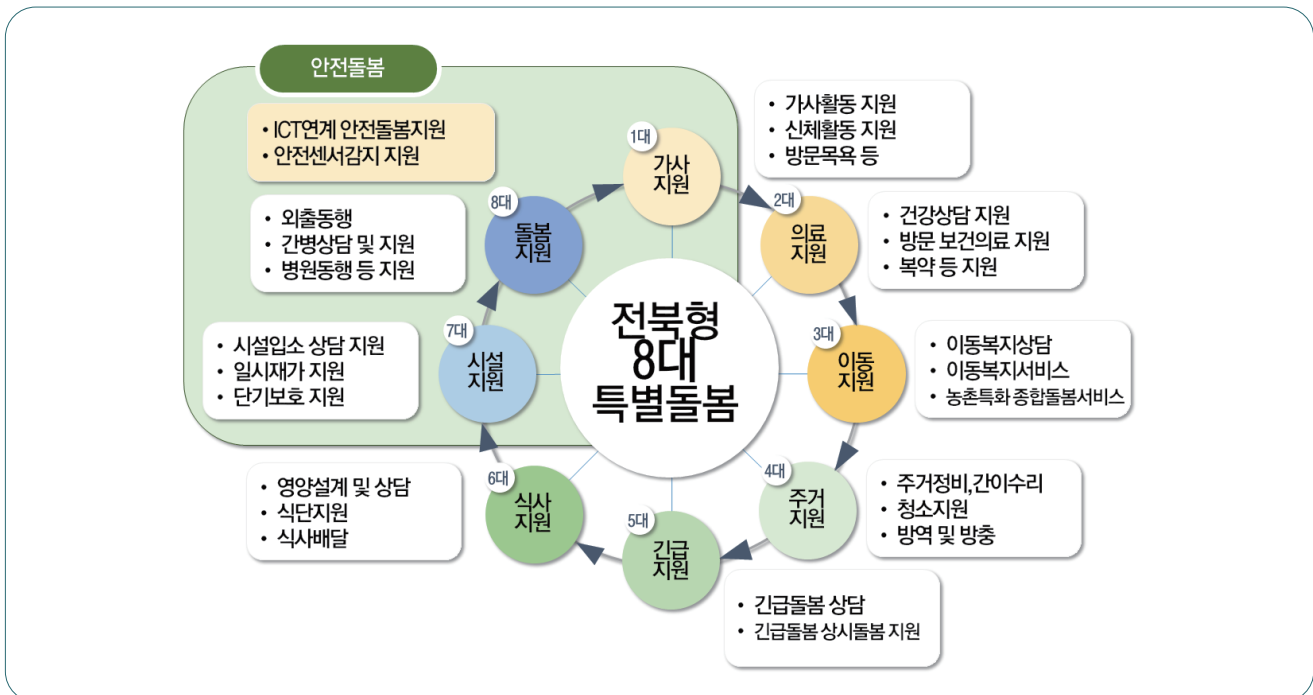 안전돌봄
• ICT연계 안전돌봄지원
• 안전센서감지 지원
1대
가사
지원
• 가사활동 지원
• 신체활동 지원
• 방문목욕 등
2대
의료
지원
• 건강상담 지원
• 방문 보건의료 지원
• 복약 등 지원
3대
이동
지원
• 이동복지상담
• 이동복지서비스
• 농촌특화 종합돌봄서비스
4대
주거
지원
• 주거정비,간이수리
• 청소지원
• 방역 및 방충
5대
긴급
지원
• 긴급돌봄 상담
• 긴급돌봄 상시돌봄 지원
6대
식사
지원
• 영양설계 및 상담
• 식단지원
• 식사배달
7대
시설
지원
• 시설입소 상담 지원
• 일시재가 지원
• 단기보호 지원
8대
돌봄
지원
• 외출동행
• 간병상담 및 지원
• 병원동행 등 지원
전북형
8대
특별돌봄